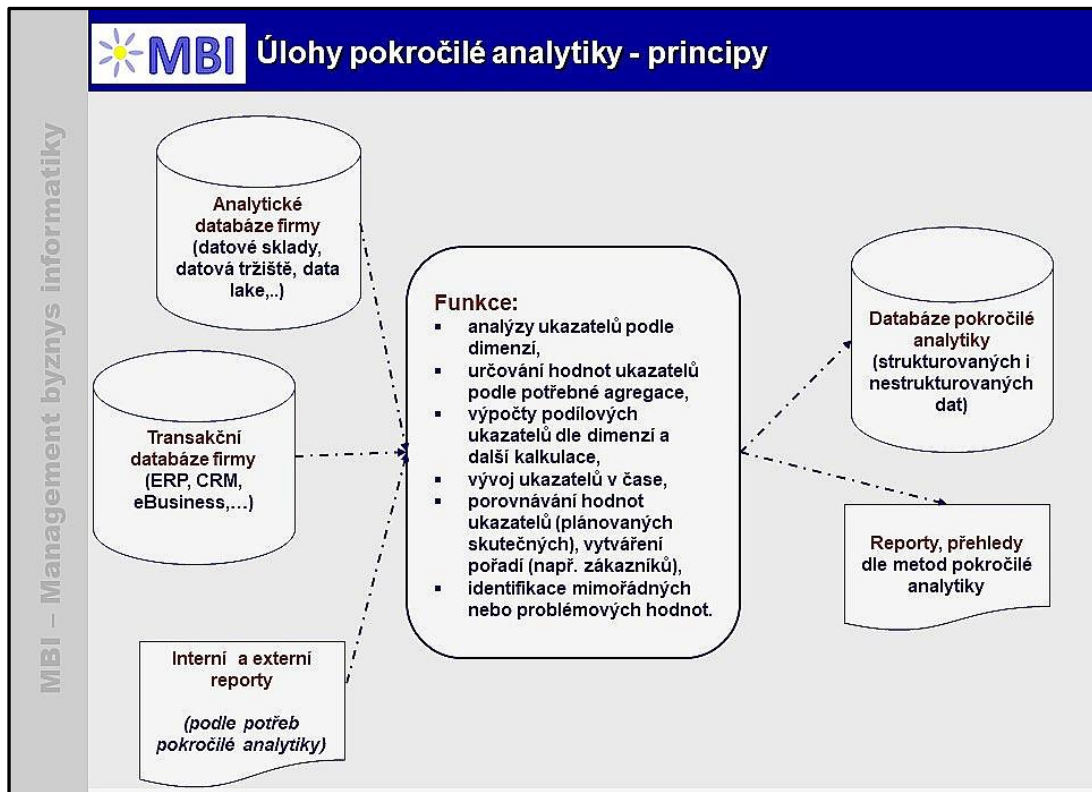 MBI
Úlohy pokročilé analytiky - principy
MBI – Management byznys informatiky
Analytické
databáze firmy
(datové sklady,
datová tržiště, data
lake,..)
Transakční
databáze firmy
(ERP, CRM,
eBusiness,…)
Interní a externí
reporty
(podle potřeb
pokročilé analytiky)
Funkce:
▪ analýzy ukazatelů podle
dimenzí,
▪ určování hodnot ukazatelů
podle potřebné agregace,
▪ výpočty podílových
ukazatelů dle dimenzí a
další kalkulace,
▪ vývoj ukazatelů v čase,
▪ porovnávání hodnot
ukazatelů (plánovaných
skutečných), vytváření
pořadí (např. zákazníků),
▪ identifikace mimořádných
nebo problémových hodnot.
Databáze pokročilé
analytiky
(strukturovaných i
nestrukturovaných
dat)
Reporty, přehledy
dle metod pokročilé
analytiky